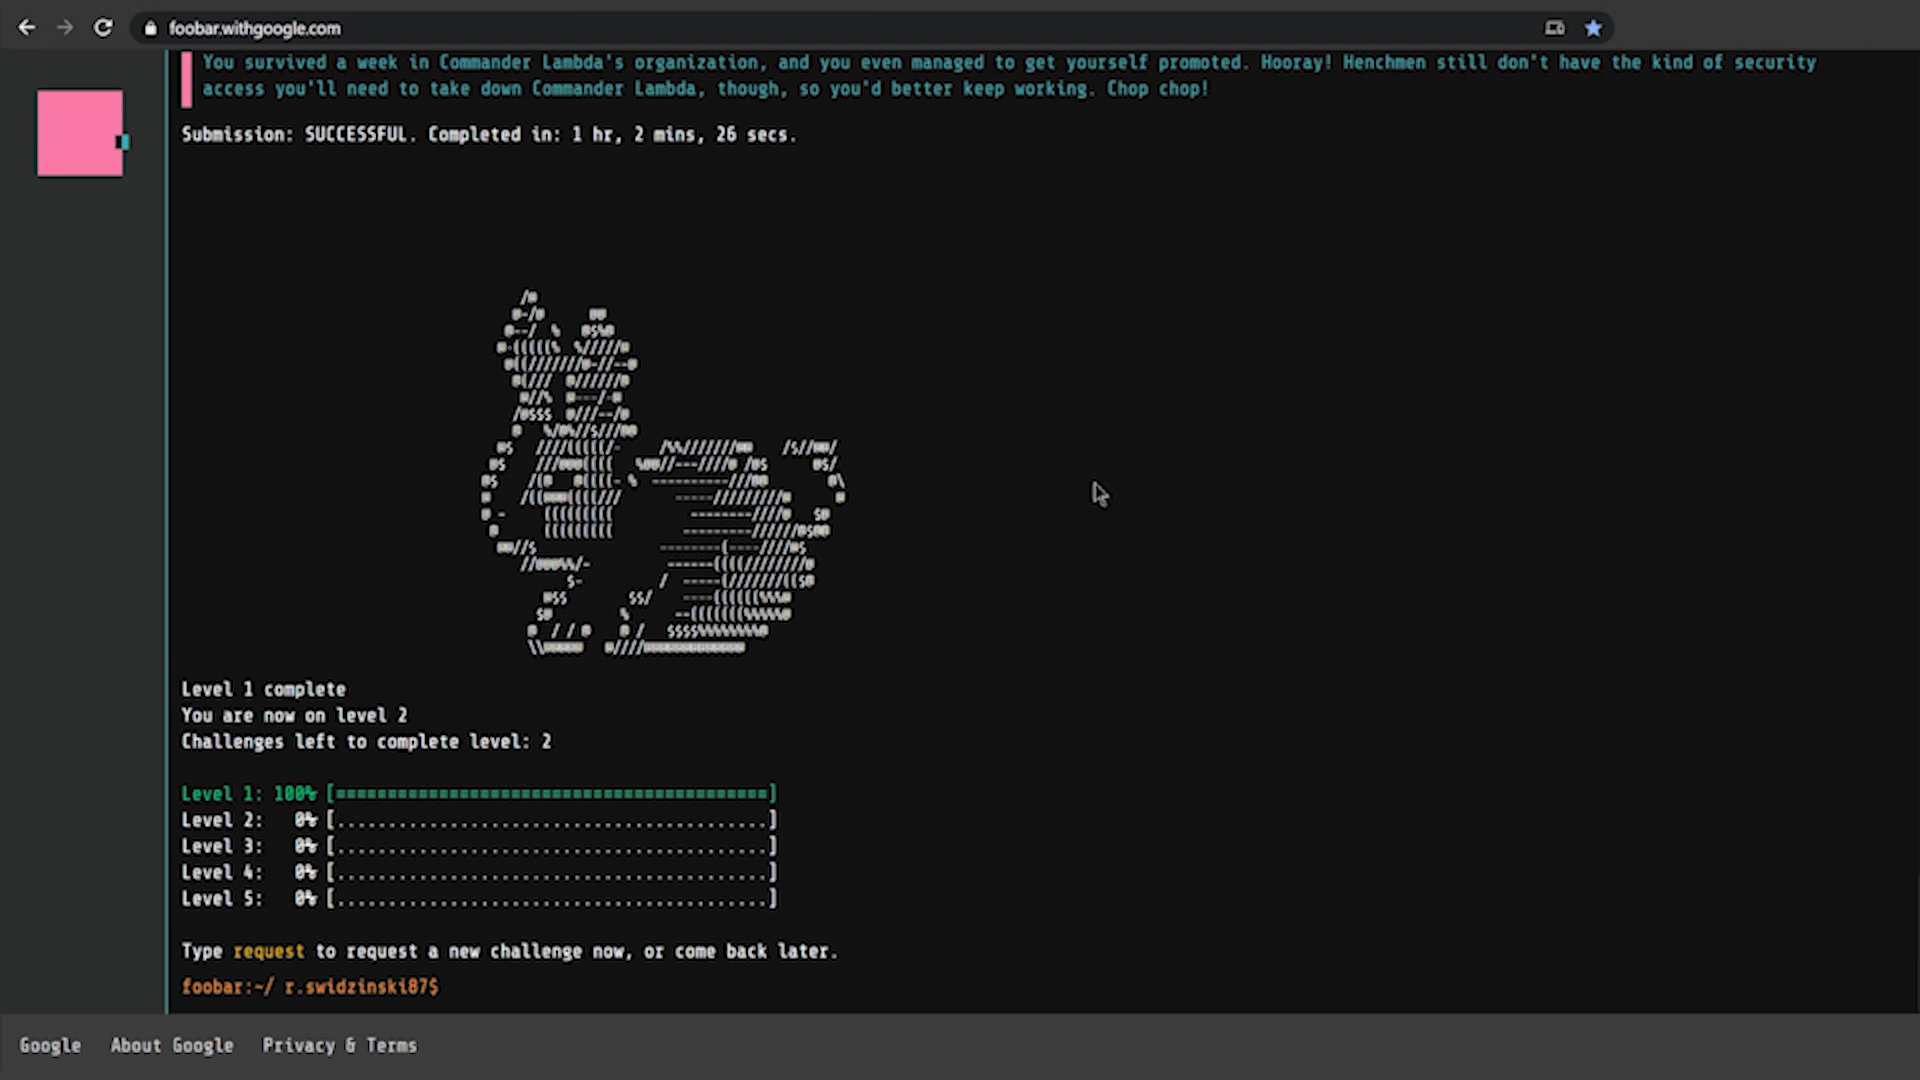 foobar.withgoogle.com
You survived a week in Commander Lambda's organization, and you even managed to get yourself promoted. Hooray! Henchmen still don't have the kind of security
access you'll need to take down Commander Lambda, though, so you'd better keep working. Chop chop!
Submission: SUCCESSFUL. Completed in: 1 hr, 2 mins, 26 secs.
Level 1 complete
You are now on level 2
Challenges left to complete level: 2
Level 1: 100% [==========================================]
Level 2: 0% [..........................................]
Level 3: 0% [..........................................]
Level 4: 0% [..........................................]
Level 5: 0% [..........................................]
Type request to request a new challenge now, or come back later.
foobar:~/ r.swidzinski87$
Google About Google Privacy & Terms